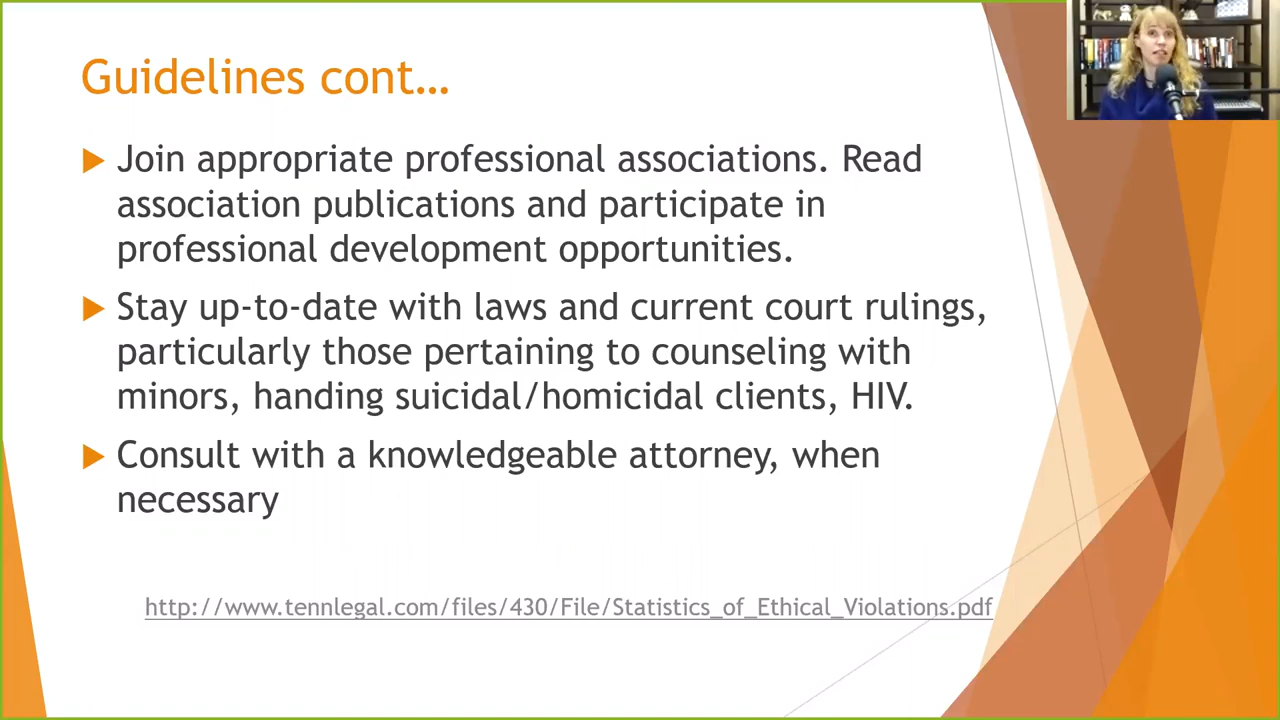 Guidelines cont…
Join appropriate professional associations. Read
association publications and participate in
professional development opportunities.
Stay up-to-date with laws and current court rulings,
particularly those pertaining to counseling with
minors, handing suicidal/homicidal clients, HIV.
Consult with a knowledgeable attorney, when
necessary
http://www.tennlegal.com/files/430/File/Statistics_of_Ethical_Violations.pdf